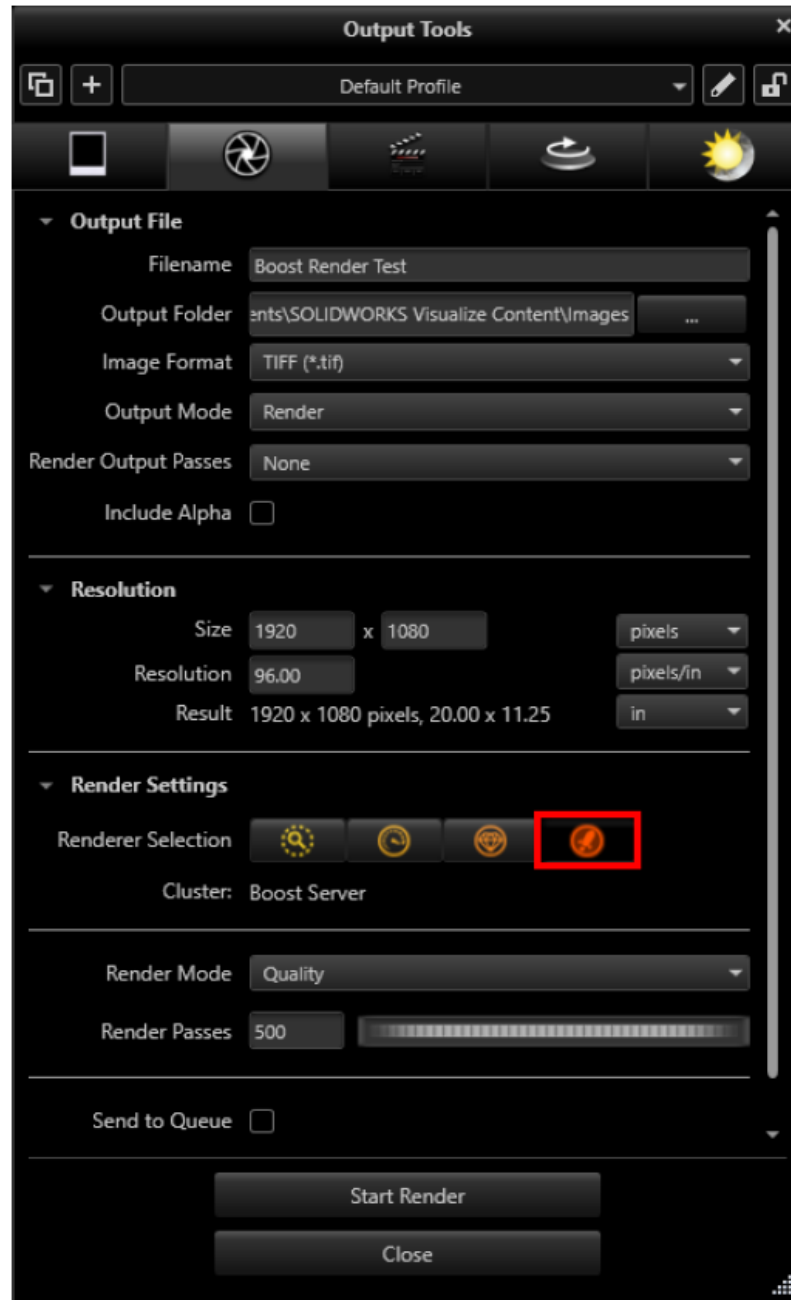 Output Tools
Default Profile
Output File
Filename Boost Render Test
Output Folder ents\SOLIDWORKS Visualize Content\Images ...
Image Format TIFF (*.tif)
Output Mode Render
Render Output Passes None
Include Alpha
Resolution
Size 1920 x 1080 pixels
Resolution 96.00 pixels/in
Result 1920 x 1080 pixels, 20.00 x 11.25 in
Render Settings
Renderer Selection
Cluster: Boost Server
Render Mode Quality
Render Passes 500
Send to Queue
Start Render
Close